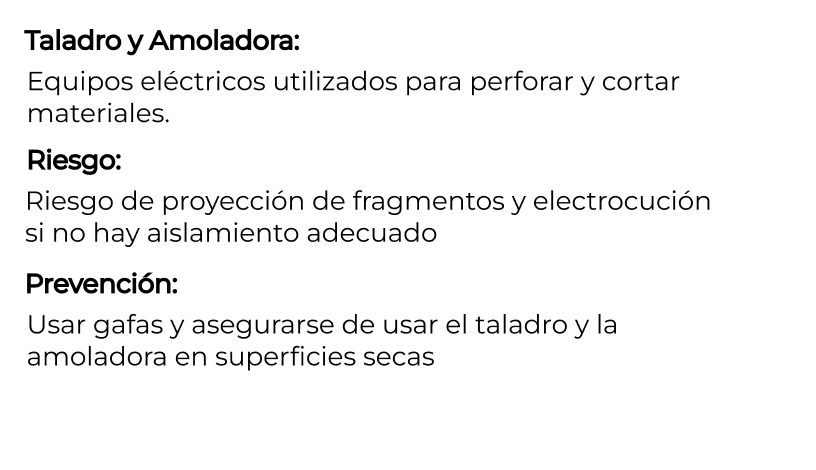 Taladro y Amoladora:
Equipos eléctricos utilizados para perforar y cortar
materiales.
Riesgo:
Riesgo de proyección de fragmentos y electrocución
si no hay aislamiento adecuado
Prevención:
Usar gafas y asegurarse de usar el taladro y la
amoladora en superficies secas